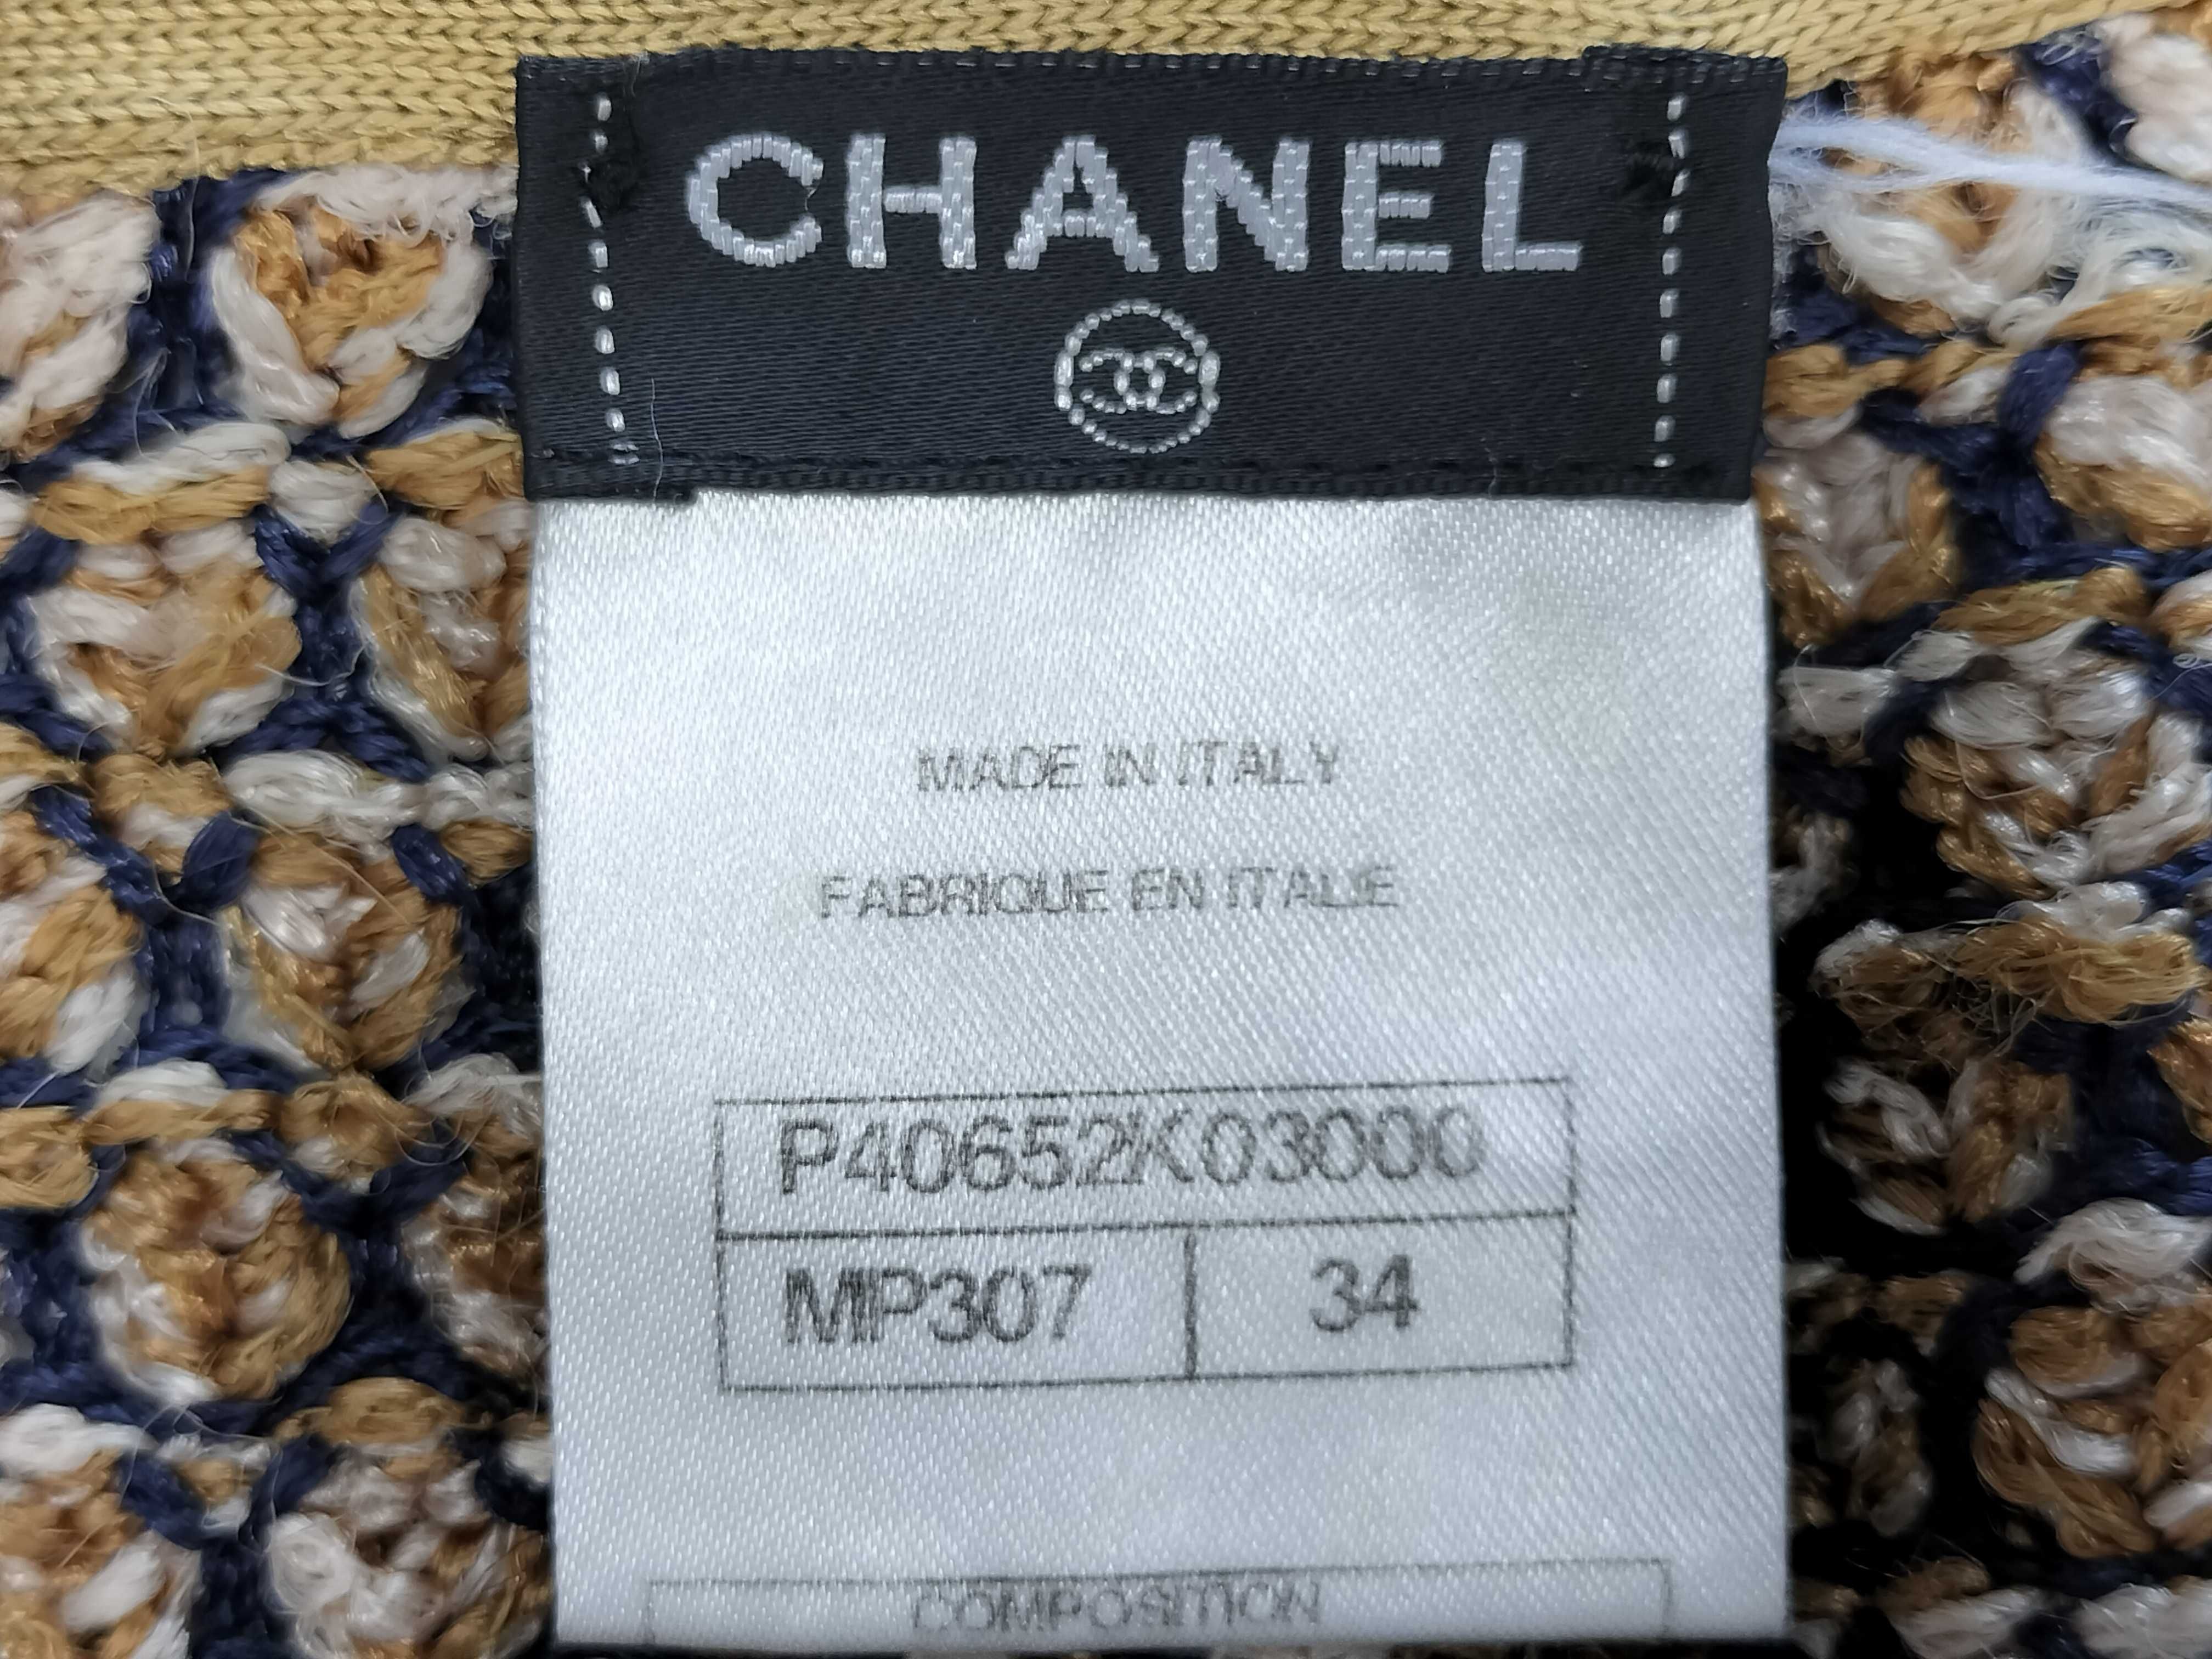 CHANEL
MADE IN ITALY
FABRIQUE EN ITALIE
P40652K03000
MP307 34
COMPOSITION